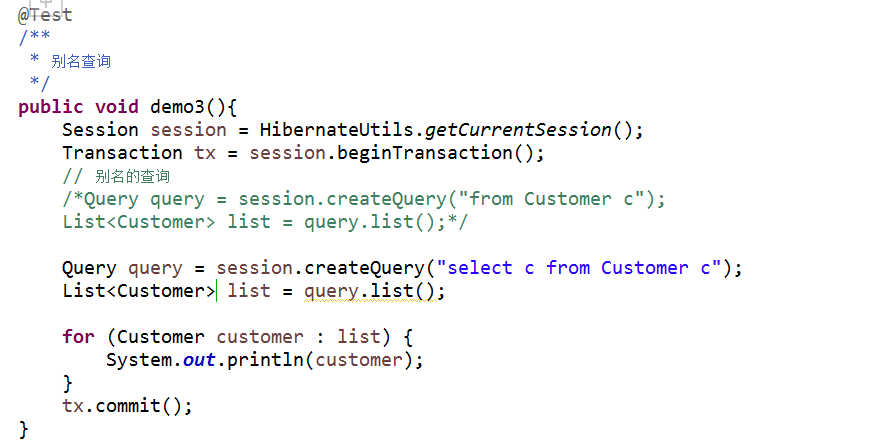 @Test
/**
 * 别名查询
 */
public void demo3(){
    Session session = HibernateUtils.getCurrentSession();
    Transaction tx = session.beginTransaction();
    // 别名的查询
    /*Query query = session.createQuery("from Customer c");
    List<Customer> list = query.list();*/

    Query query = session.createQuery("select c from Customer c");
    List<Customer> list = query.list();

    for (Customer customer : list) {
        System.out.println(customer);
    }
    tx.commit();
}